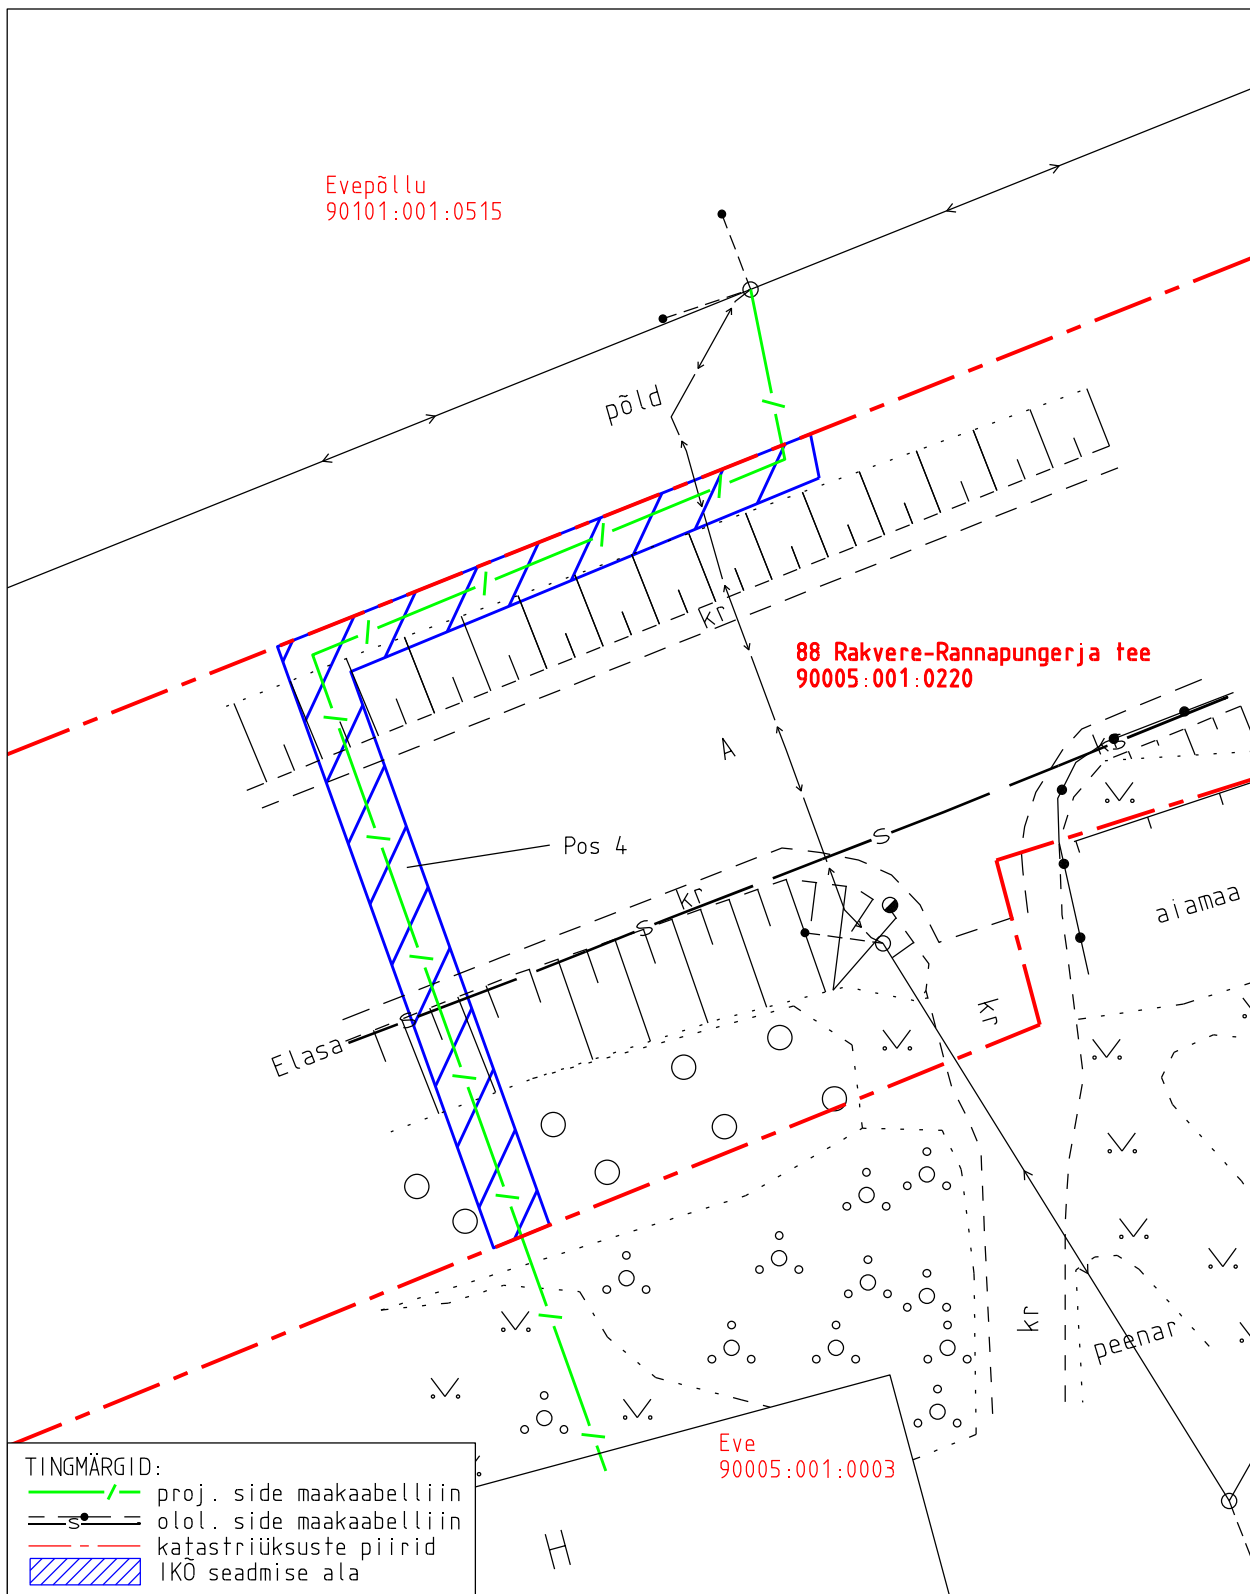 Evepõllu
90101:001:0515
põld
kr
88 Rakvere-Rannapungerja tee
90005:001:0220
A
kb
Pos 4
s
aiamaa
kr
s
kr
s
Elasa
kr
peenar
Eve
90005:001:0003
H
TINGMÄRGID:
proj. side maakaabelliin
s olol. side maakaabelliin
katastriüksuste piirid
IKÕ seadmise ala